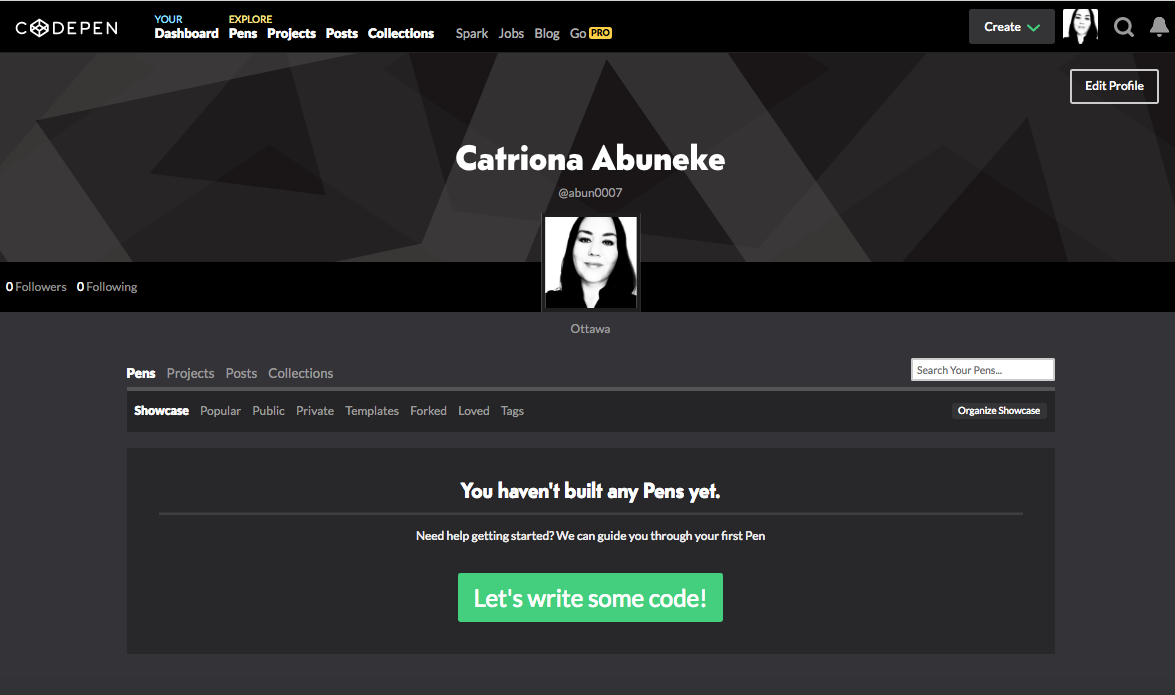 CODEPEN
YOUR
Dashboard
EXPLORE
Pens Projects Posts Collections
Spark Jobs Blog Go PRO
Create
Edit Profile
Catriona Abuneke
@abun0007
0 Followers 0 Following
Ottawa
Pens Projects Posts Collections
Search Your Pens...
Showcase Popular Public Private Templates Forked Loved Tags
Organize Showcase
You haven't built any Pens yet.
Need help getting started? We can guide you through your first Pen
Let's write some code!